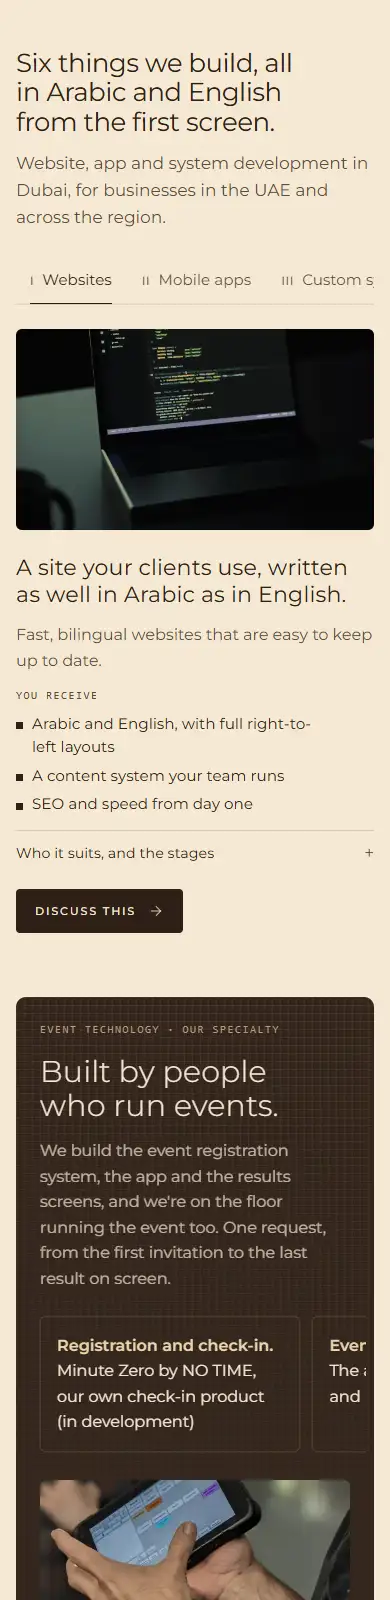 Six things we build, all
in Arabic and English
from the first screen.
Website, app and system development in
Dubai, for businesses in the UAE and
across the region.
I Websites II Mobile apps III Custom
A site your clients use, written
as well in Arabic as in English.
Fast, bilingual websites that are easy to keep
up to date.
YOU RECEIVE
Arabic and English, with full right-to-
left layouts
A content system your team runs
SEO and speed from day one
Who it suits, and the stages +
DISCUSS THIS →
EVENT TECHNOLOGY · OUR SPECIALTY
Built by people
who run events.
We build the event registration
system, the app and the results
screens, and we're on the floor
running the event too. One request,
from the first invitation to the last
result on screen.
Registration and check-in.
Minute Zero by NO TIME,
our own check-in product
(in development)
The
and